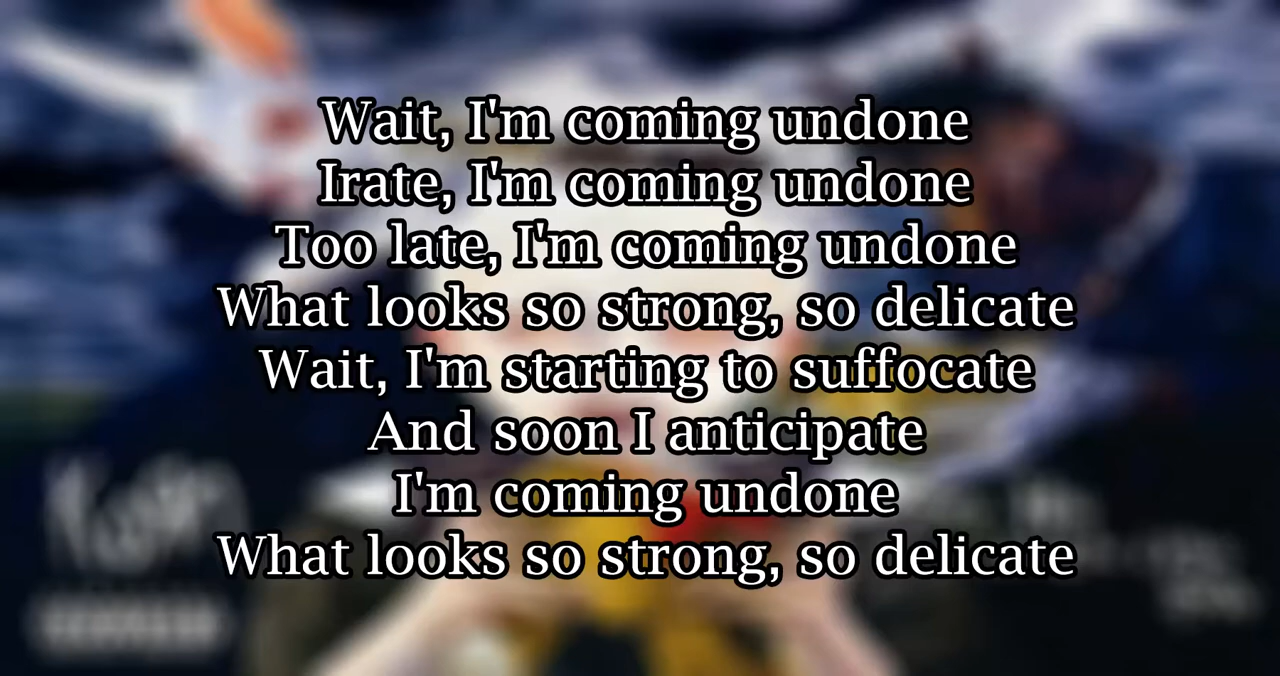 Wait, I'm coming undone
Irate, I'm coming undone
Too late, I'm coming undone
What looks so strong, so delicate
Wait, I'm starting to suffocate
And soon I anticipate
I'm coming undone
What looks so strong, so delicate